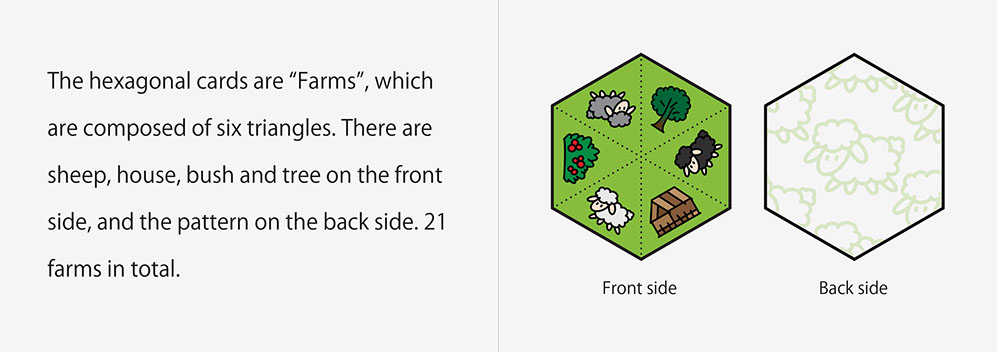 The hexagonal cards are “Farms”, which
are composed of six triangles. There are
sheep, house, bush and tree on the front
side, and the pattern on the back side. 21
farms in total.
Front side
Back side